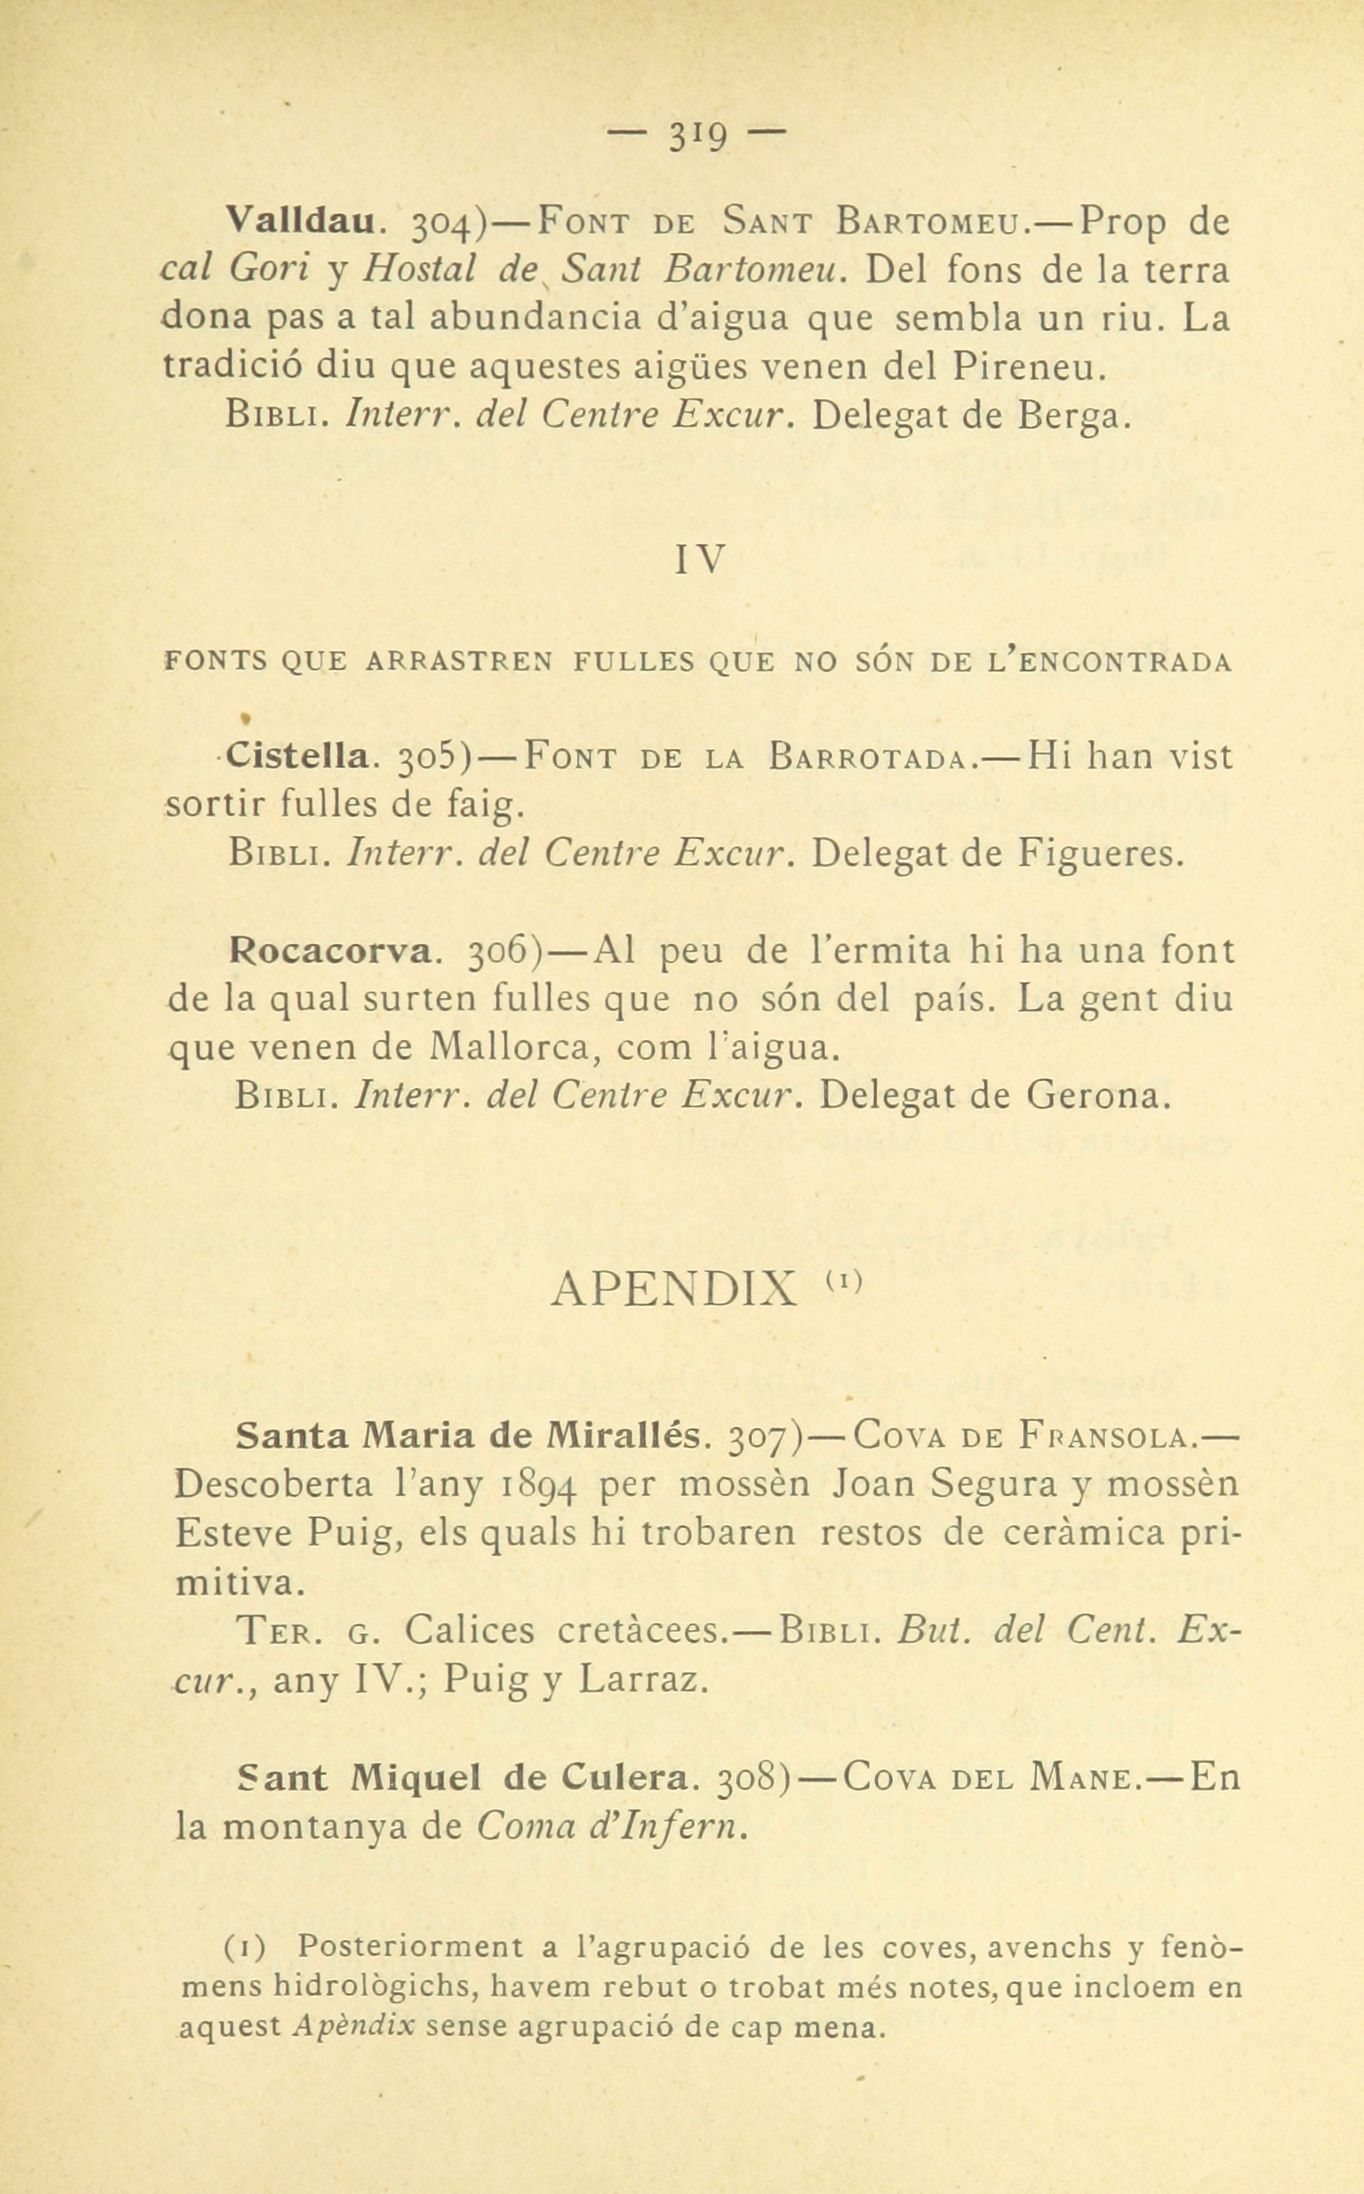 — 319 —
Valldau. 304)—Font de Sant Bartomeu.—Prop de
cal Gori y Hostal de Sant Bartomeu. Del fons de la terra
dona pas a tal abundancia d'aigua que sembla un riu. La
tradició diu que aquestes aigües venen del Pireneu.
Bibli. Interr. del Centre Excur. Delegat de Berga.
IV
FONTS QUE ARRASTREN FULLES QUE NO SÓN DE L'ENCONTRADA
Cistella. 305)—Font de la Barrotada.—Hi han vist
sortir fulles de faig.
Bibli. Interr. del Centre Excur. Delegat de Figueres.
Rocacorva. 306)—Al peu de l'ermita hi ha una font
de la qual surten fulles que no són del país. La gent diu
que venen de Mallorca, com l'aigua.
Bibli. Interr. del Centre Excur. Delegat de Gerona.
APENDIX (1)
Santa Maria de Mirallés. 307)—Cova de Fransola.—
Descoberta l'any 1894 per mossèn Joan Segura y mossèn
Esteve Puig, els quals hi trobaren restos de ceràmica pri-
mitiva.
Ter. g. Calices cretàcees.—Bibli. But. del Cent. Ex-
cur., any IV.; Puig y Larraz.
Sant Miquel de Culera. 308)—Cova del Mane.—En
la montanya de Coma d'Infern.
(1) Posteriorment a l'agrupació de les coves, avenchs y fenò-
mens hidrològichs, havem rebut o trobat més notes, que incloem en
aquest Apèndix sense agrupació de cap mena.